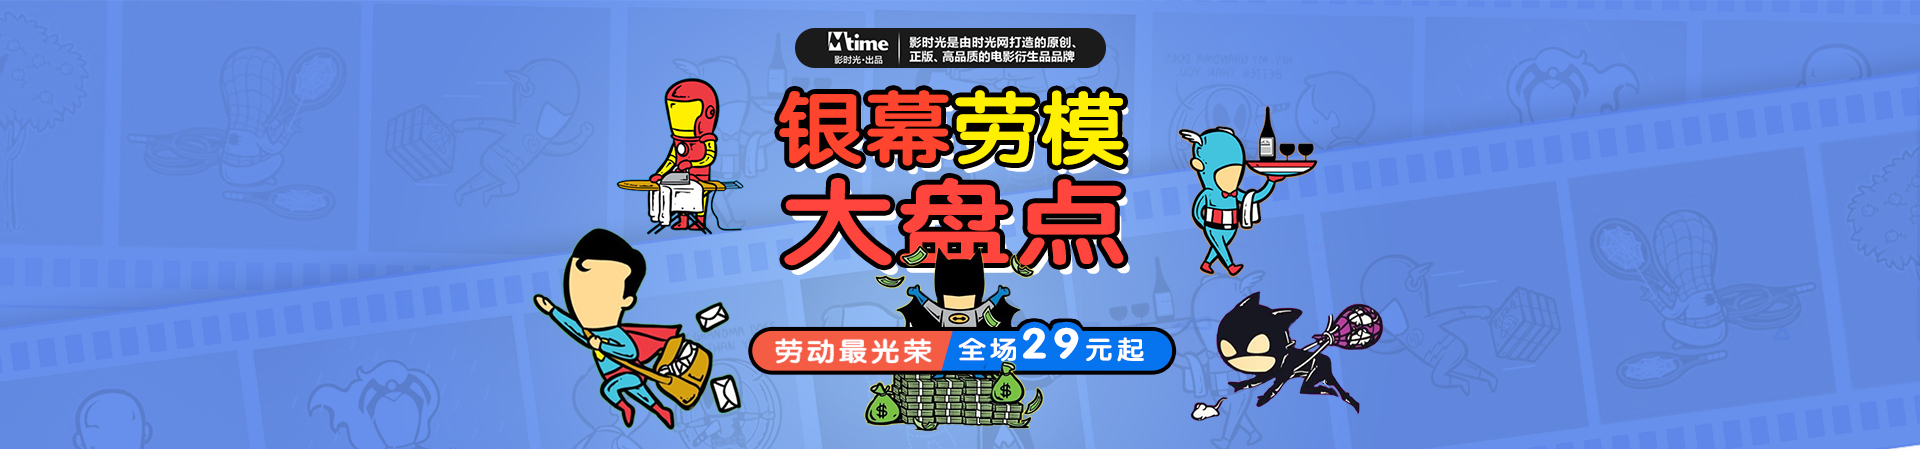 Mtime
影时光·出品
影时光是由时光网打造的原创、
正版、高品质的电影衍生品品牌
银幕劳模
大盘点
劳动最光荣
全场29元起